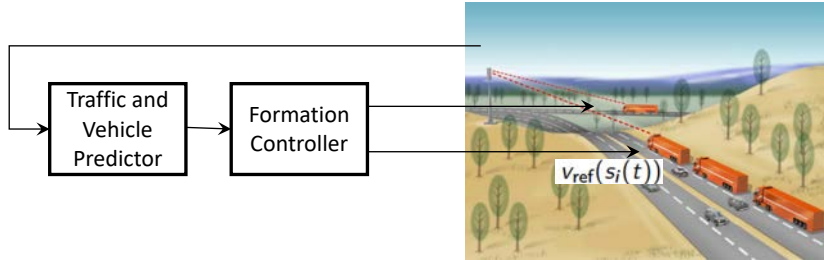 Traffic and
Vehicle
Predictor
Formation
Controller
v_ref(s_i(t))